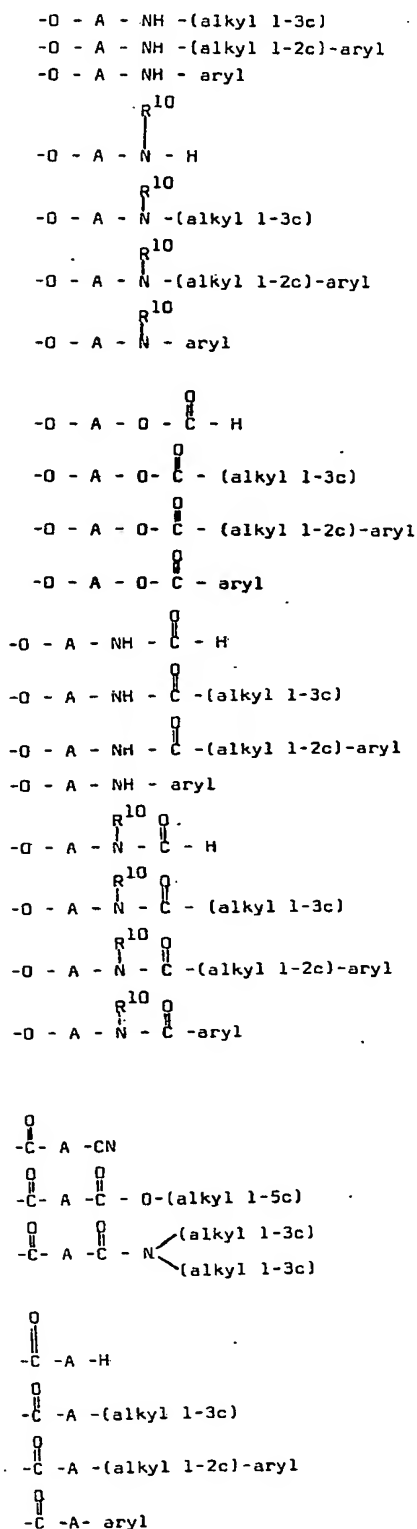 -O - A - NH -(alkyl 1-3c)
-O - A - NH -(alkyl 1-2c)-aryl
-O - A - NH - aryl
R10
-O - A - N - H
R10
-O - A - N -(alkyl 1-3c)
R10
-O - A - N -(alkyl 1-2c)-aryl
R10
-O - A - N - aryl
O
-O - A - O - C - H
O
-O - A - O- C - (alkyl 1-3c)
O
-O - A - O- C - (alkyl 1-2c)-aryl
O
-O - A - O- C - aryl
O
-O - A - NH - C - H
O
-O - A - NH - C -(alkyl 1-3c)
O
-O - A - NH - C -(alkyl 1-2c)-aryl
-O - A - NH - aryl
R10 O
-O - A - N - C - H
R10 O
-O - A - N - C - (alkyl 1-3c)
R10 O
-O - A - N - C -(alkyl 1-2c)-aryl
R10 O
-O - A - N - C -aryl
O
-C- A -CN
O O
-C- A -C - O-(alkyl 1-5c)
O O (alkyl 1-3c)
-C- A -C - N
(alkyl 1-3c)
O
-C -A -H
O
-C -A -(alkyl 1-3c)
O
-C -A -(alkyl 1-2c)-aryl
O
-C -A- aryl